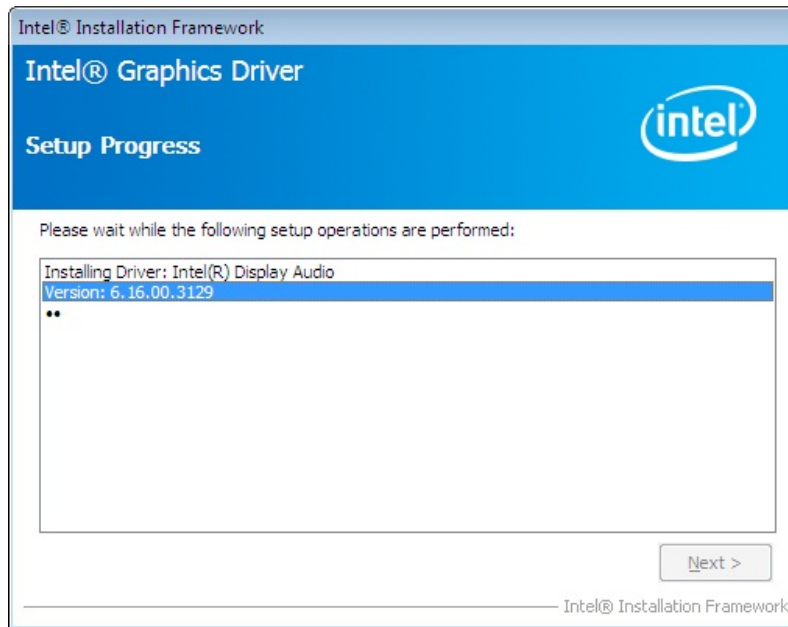 Intel® Installation Framework
Intel® Graphics Driver
intel®
Setup Progress
Please wait while the following setup operations are performed:
Installing Driver: Intel(R) Display Audio
Version: 6.16.00.3129
••
Next >
Intel® Installation Framework